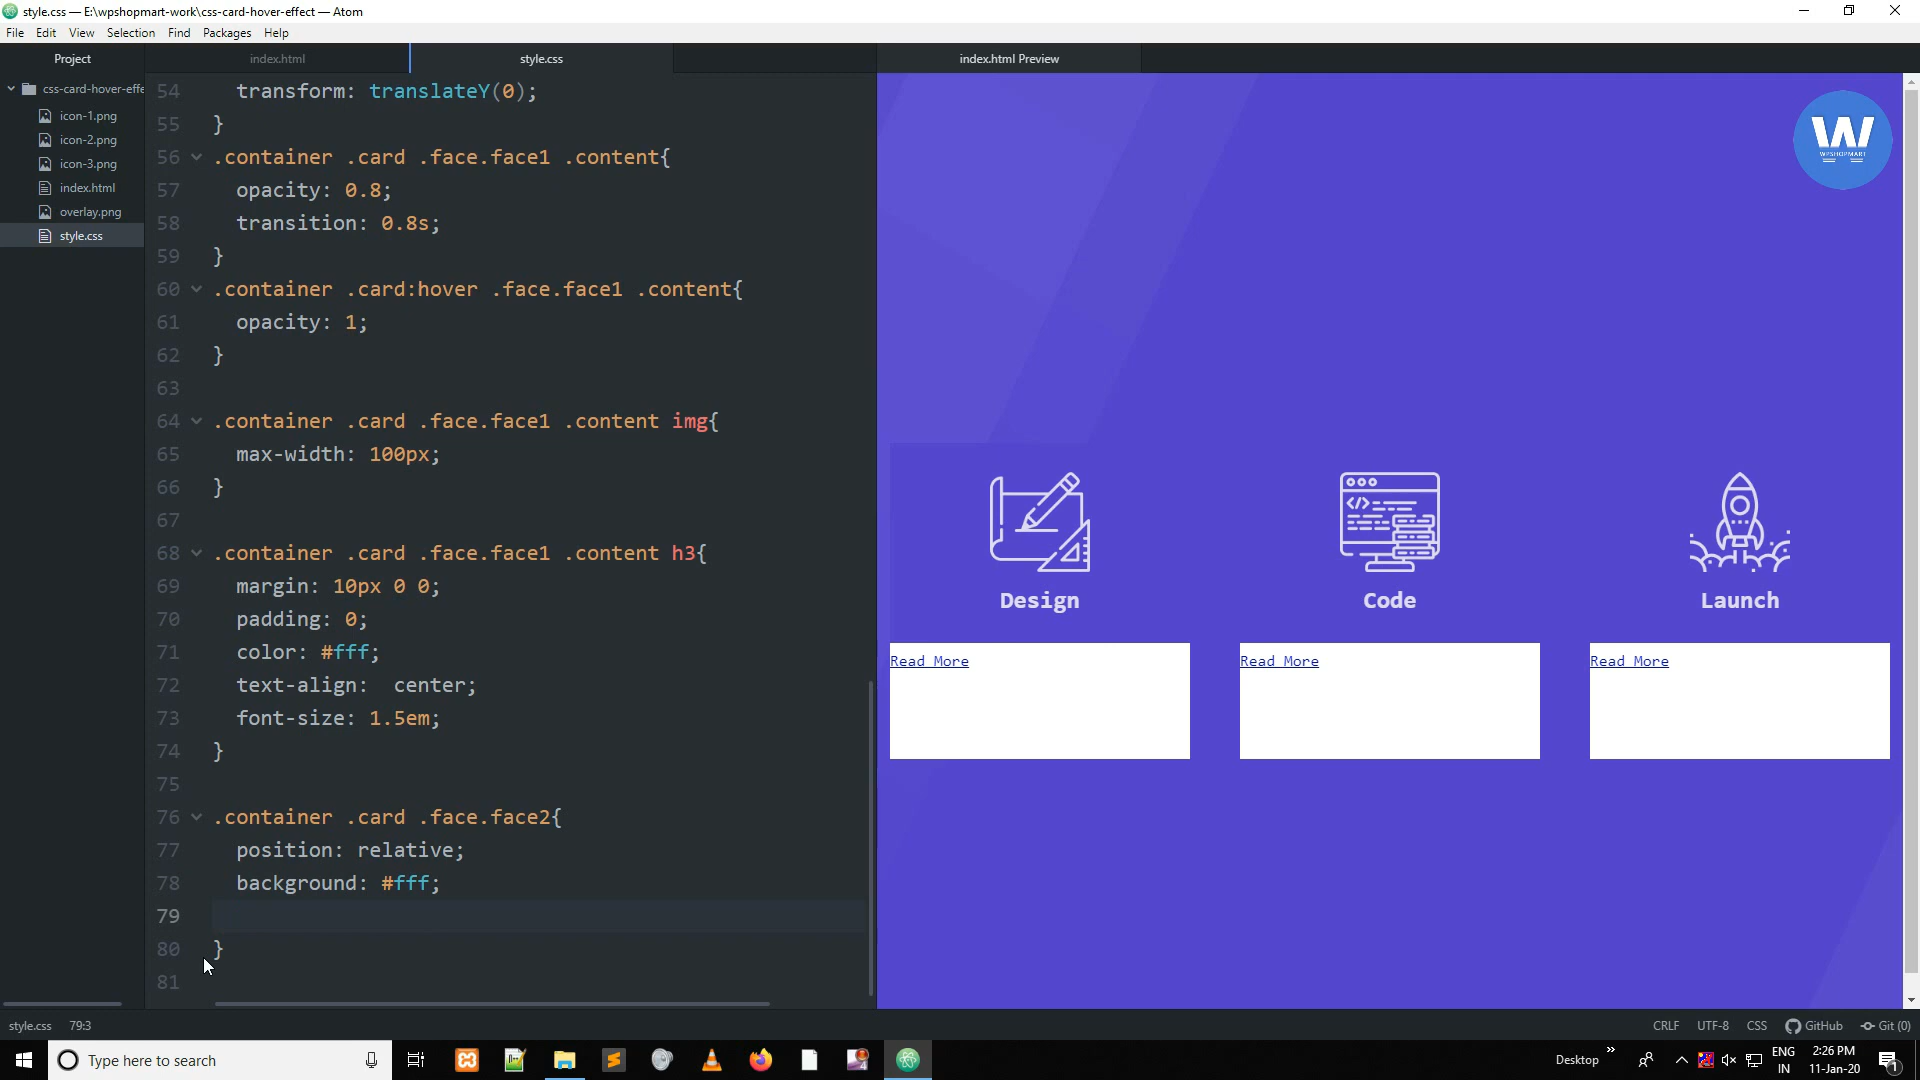 style.css — E:\wpshopmart-work\css-card-hover-effect — Atom
File Edit View Selection Find Packages Help
Project
index.html
style.css
index.html Preview
css-card-hover-effe
icon-1.png
icon-2.png
icon-3.png
index.html
overlay.png
style.css
54 transform: translateY(0);
55 }
56 .container .card .face.face1 .content{
57 opacity: 0.8;
58 transition: 0.8s;
59 }
60 .container .card:hover .face.face1 .content{
61 opacity: 1;
62 }
63
64 .container .card .face.face1 .content img{
65 max-width: 100px;
66 }
67
68 .container .card .face.face1 .content h3{
69 margin: 10px 0 0;
70 padding: 0;
71 color: #fff;
72 text-align:  center;
73 font-size: 1.5em;
74 }
75
76 .container .card .face.face2{
77 position: relative;
78 background: #fff;
79
80 }
81
W
WPSHOPMART
Design
Code
Launch
Read More
Read More
Read More
style.css 79:3
CRLF UTF-8 CSS GitHub Git (0)
Type here to search
Desktop
ENG
IN
2:26 PM
11-Jan-20
1